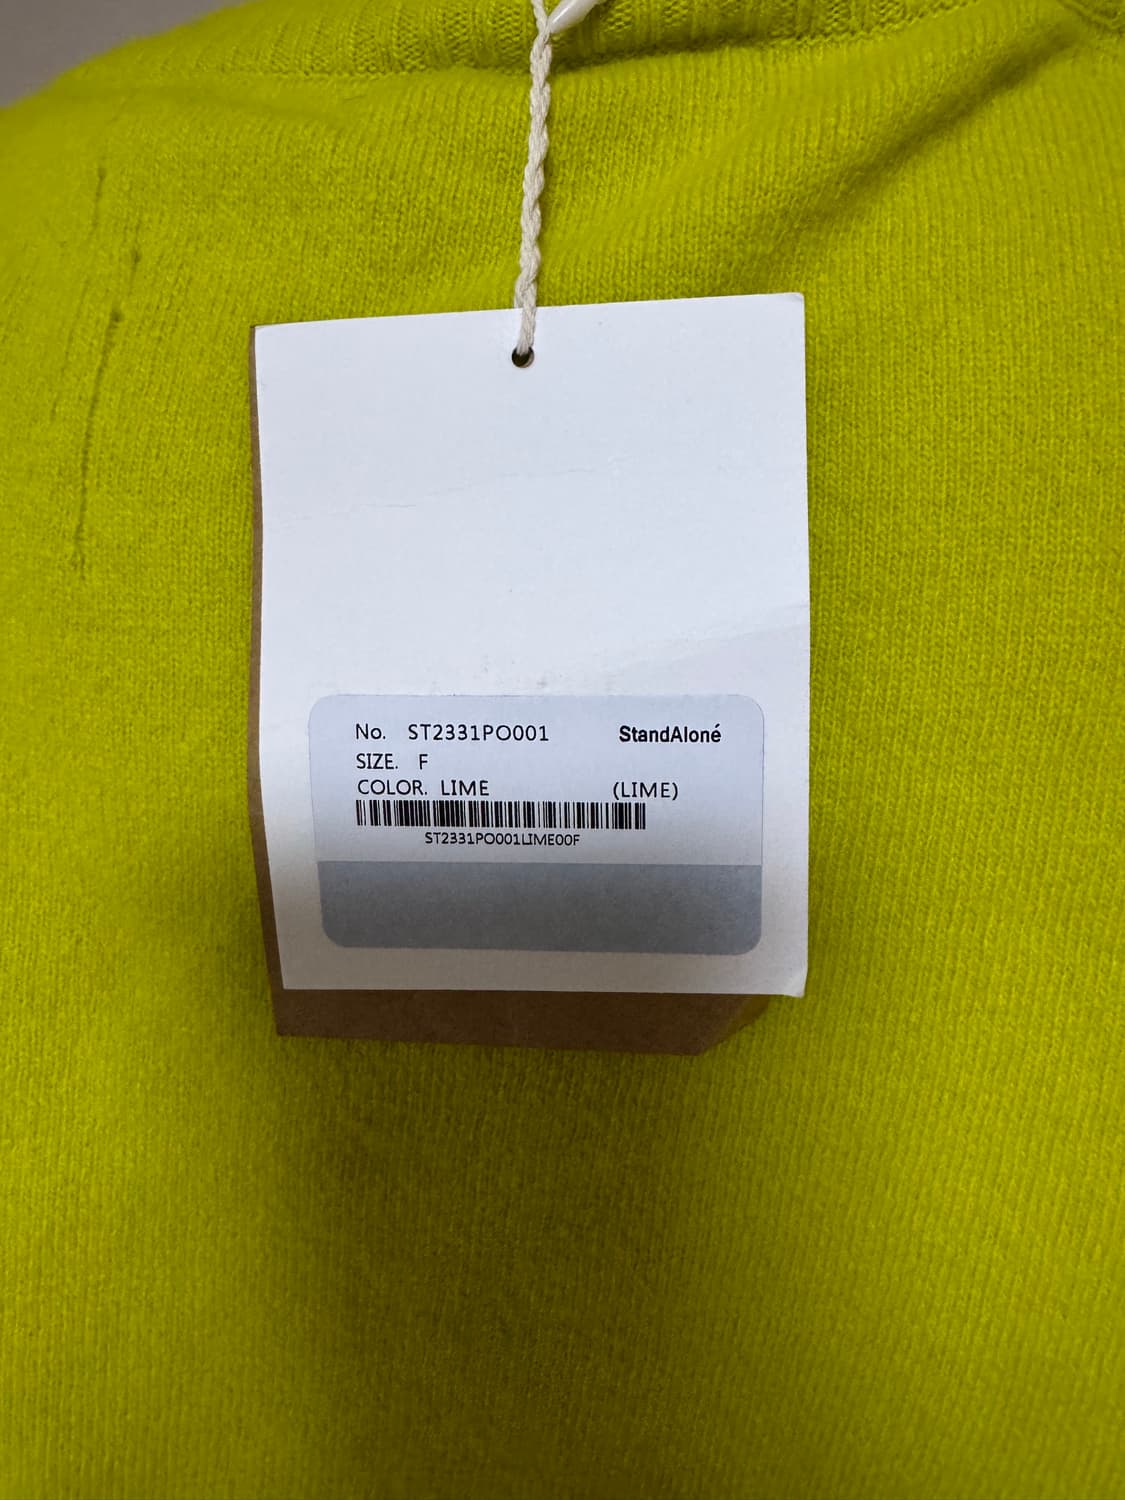 No. ST2331PO001 StandAloné
SIZE. F
COLOR. LIME (LIME)
ST2331PO001LIME00F